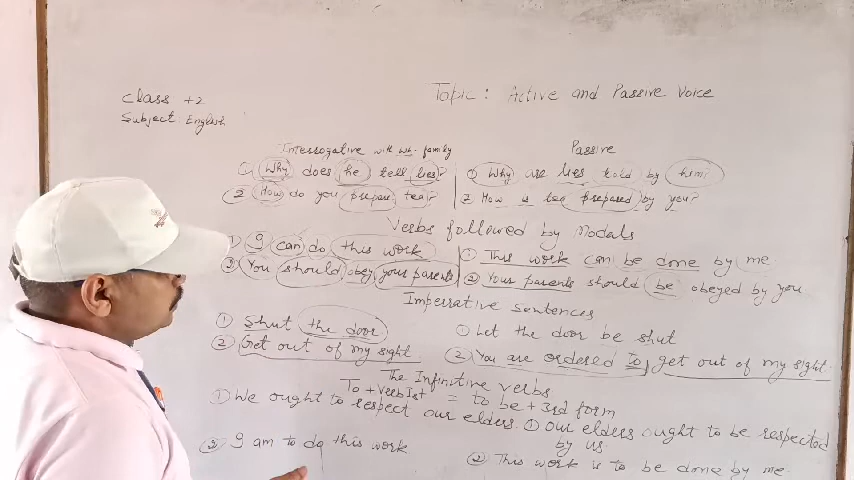 Topic: Active and Passive Voice
Class +2
Subject English
Interrogative with wh- family
Passive
① Why does he tell lies?
① Why are lies told by him?
② How do you prepare tea?
2 How is tea prepared by you?
Verbs followed by Modals
① I can do this work
① This work can be done by me
② You should obey your parents
② Your parents should be obeyed by you
Imperative Sentences
① Shut the door
① Let the door be shut
② Get out of my sight
② You are ordered to get out of my sight.
The Infinitive verbs
To + Verb Ist = to be + 3rd form
① We ought to respect our elders.
① our elders ought to be respected
by us.
② I am to do this work
② This work is to be done by me.